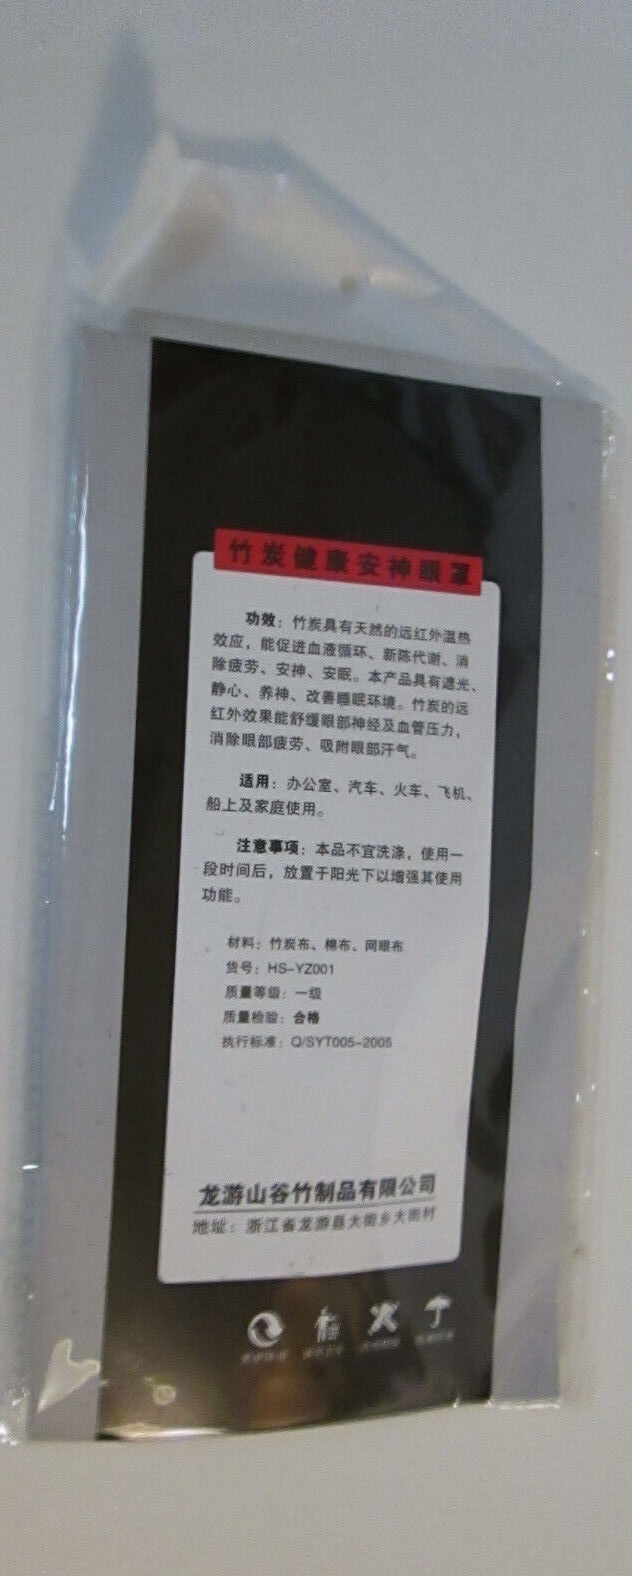 竹炭健康安神眼罩
功效：竹炭具有天然的远红外温热
效应，能促进血液循环、新陈代谢、消
除疲劳、安神、安眠。本产品具有遮光、
静心、养神、改善睡眠环境。竹炭的远
红外效果能舒缓眼部神经及血管压力、
消除眼部疲劳、吸附眼部汗气。
适用：办公室、汽车、火车、飞机、
船上及家庭使用。
注意事项：本品不宜洗涤，使用一
段时间后，放置于阳光下以增强其使用
功能。
材料：竹炭布、棉布、网眼布
货号：HS-YZ001
质量等级：一级
质量检验：合格
执行标准：Q/SYT005-2005
龙游山谷竹制品有限公司
地址：浙江省龙游县大街乡大街村